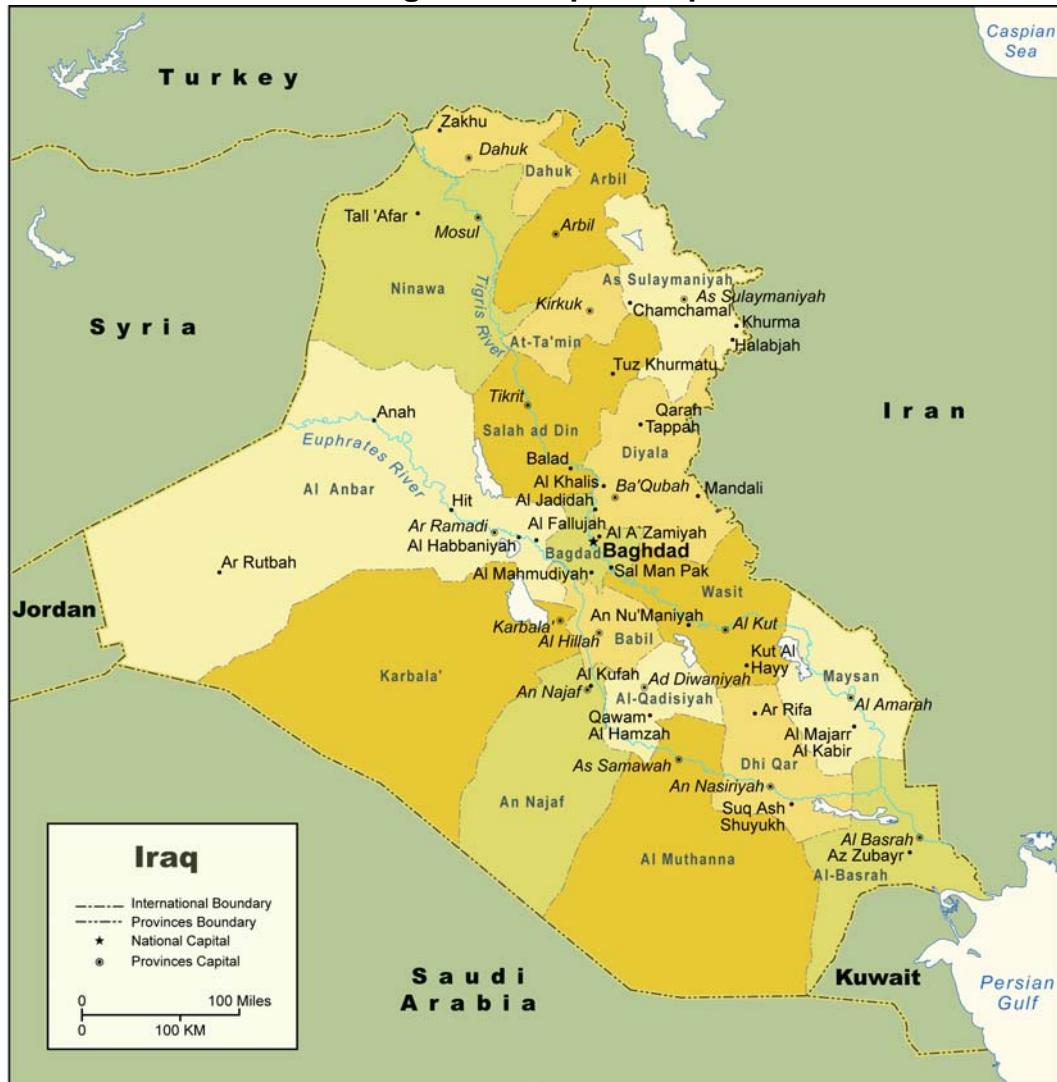 Caspian
Sea
Turkey
Zakhu
Dahuk
Dahuk
Arbil
Tall 'Afar
Mosul
Arbil
Ninawa
Tigris River
As Sulaymaniyah
As Sulaymaniyah
Kirkuk
Chamchamal
Syria
Khurma
At-Ta'min
Halabjah
Tuz Khurmatu
Tikrit
Iran
Anah
Qarah
Tappah
Salah ad Din
Euphrates River
Diyala
Balad
Al Anbar
Al Khalis
Ba'Qubah
Mandali
Hit
Al Jadidah
Ar Ramadi
Al Fallujah
Al A`Zamiyah
Al Habbaniyah
Bagdad
Baghdad
Ar Rutbah
Al Mahmudiyah
Sal Man Pak
Wasit
Jordan
An Nu'Maniyah
Karbala'
Al Kut
Al Hillah
Babil
Kut Al
Hayy
Karbala'
Al Kufah
Ad Diwaniyah
Maysan
An Najaf
Al-Qadisiyah
Al Amarah
Qawam
Al Hamzah
Ar Rifa
Al Majarr
Al Kabir
As Samawah
Dhi Qar
An Nasiriyah
An Najaf
Suq Ash
Shuyukh
Al Basrah
Az Zubayr
Al Muthanna
Al-Basrah
Iraq
International Boundary
Provinces Boundary
National Capital
Provinces Capital
0 100 Miles
0 100 KM
Saudi
Arabia
Kuwait
Persian
Gulf